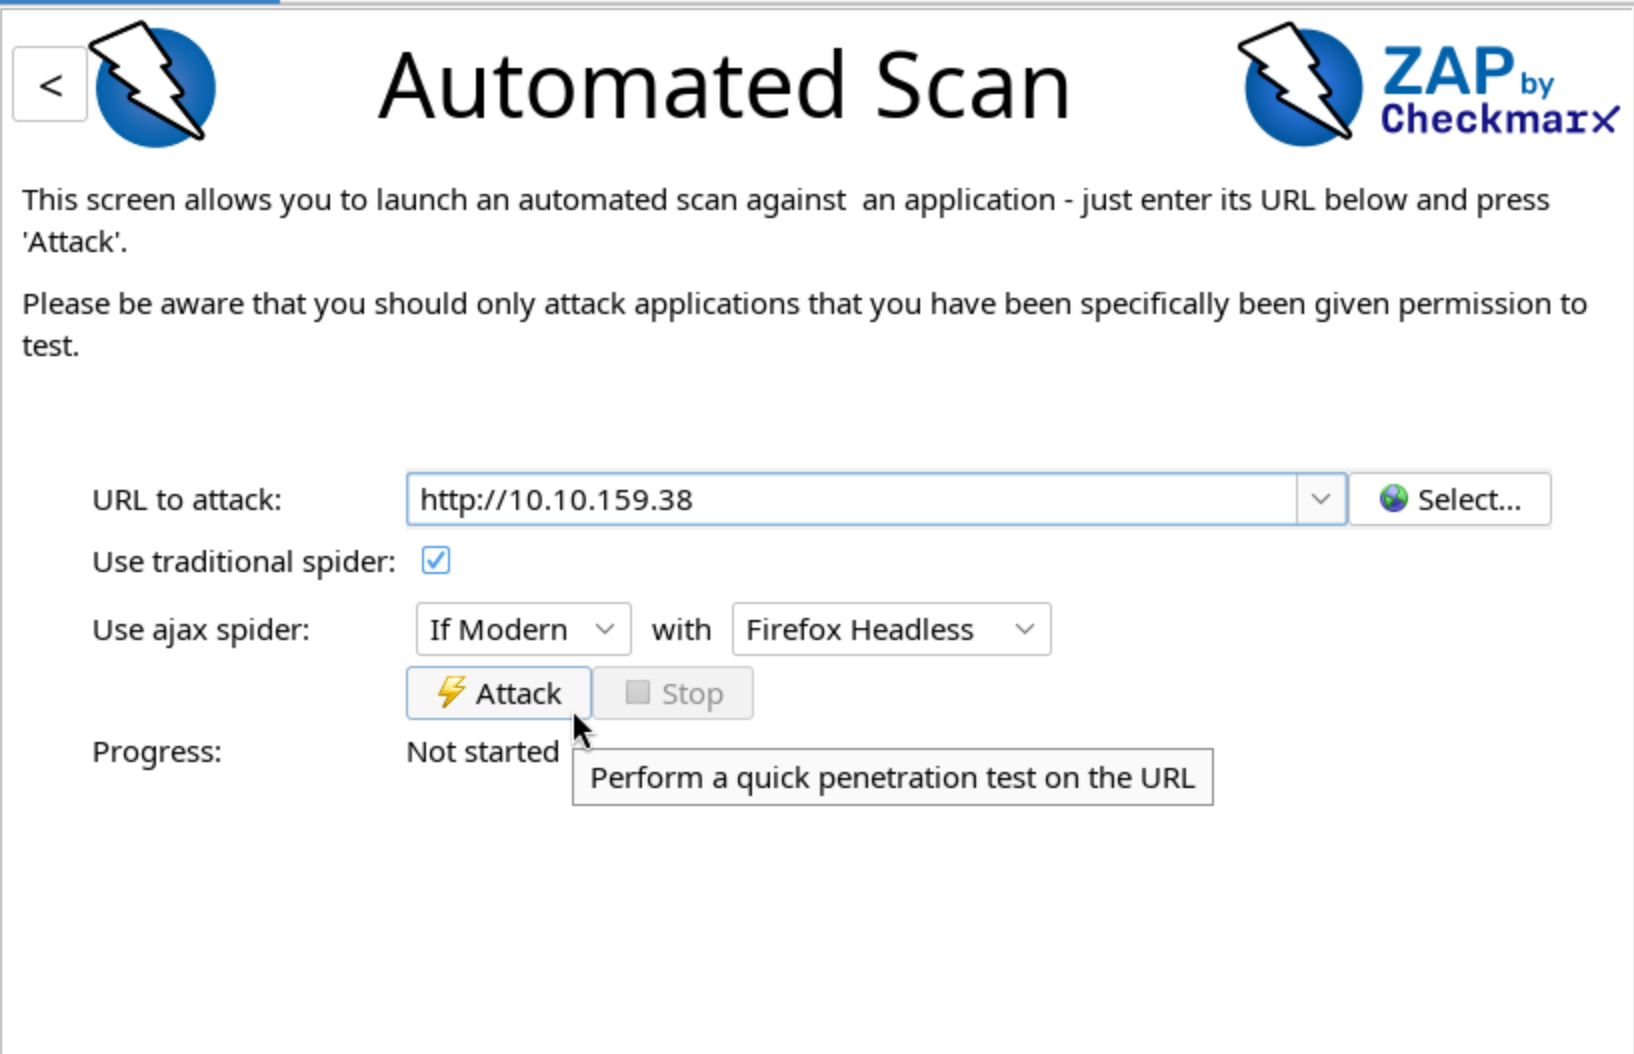 <
Automated Scan
ZAP by
Checkmarx
This screen allows you to launch an automated scan against  an application - just enter its URL below and press
'Attack'.
Please be aware that you should only attack applications that you have been specifically been given permission to
test.
URL to attack: http://10.10.159.38 Select...
Use traditional spider:
Use ajax spider: If Modern with Firefox Headless
Attack Stop
Progress: Not started
Perform a quick penetration test on the URL